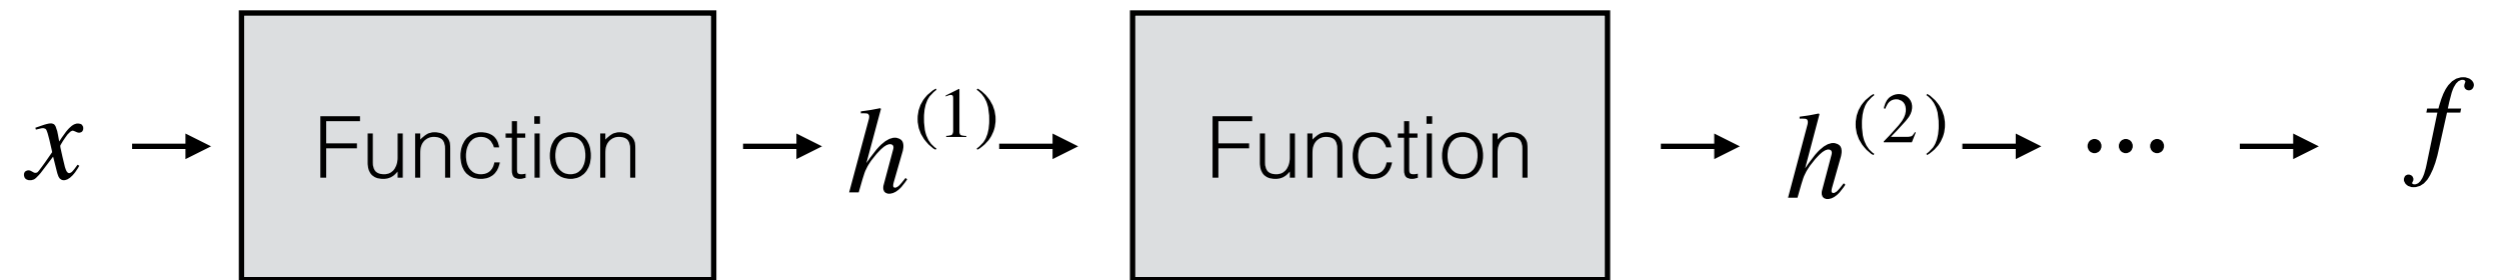 x → Function → h⁽¹⁾ → Function → h⁽²⁾ → ••• → f